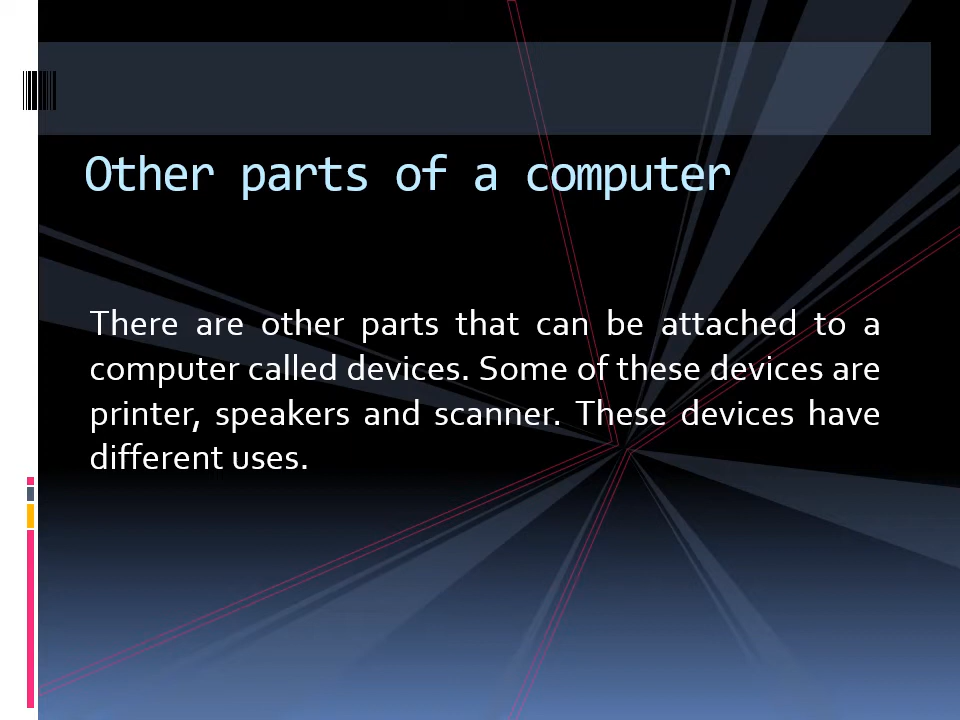 Other parts of a computer
There are other parts that can be attached to a
computer called devices. Some of these devices are
printer, speakers and scanner. These devices have
different uses.